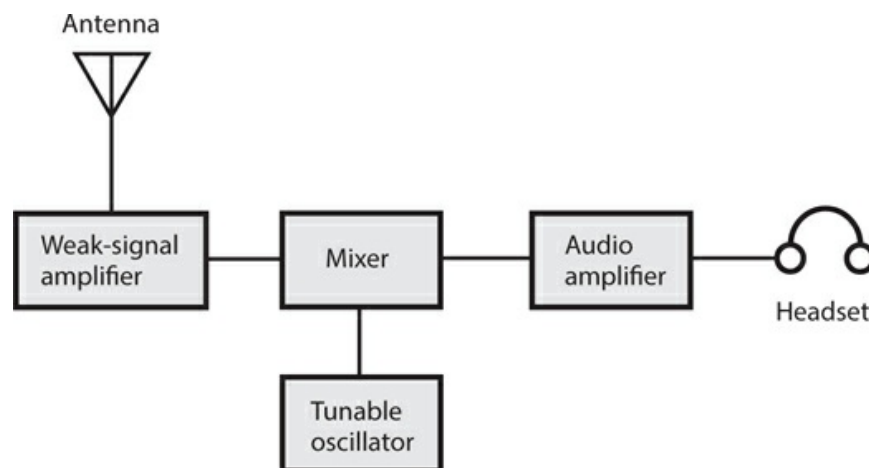 Antenna
Weak-signal
amplifier
Mixer
Audio
amplifier
Headset
Tunable
oscillator